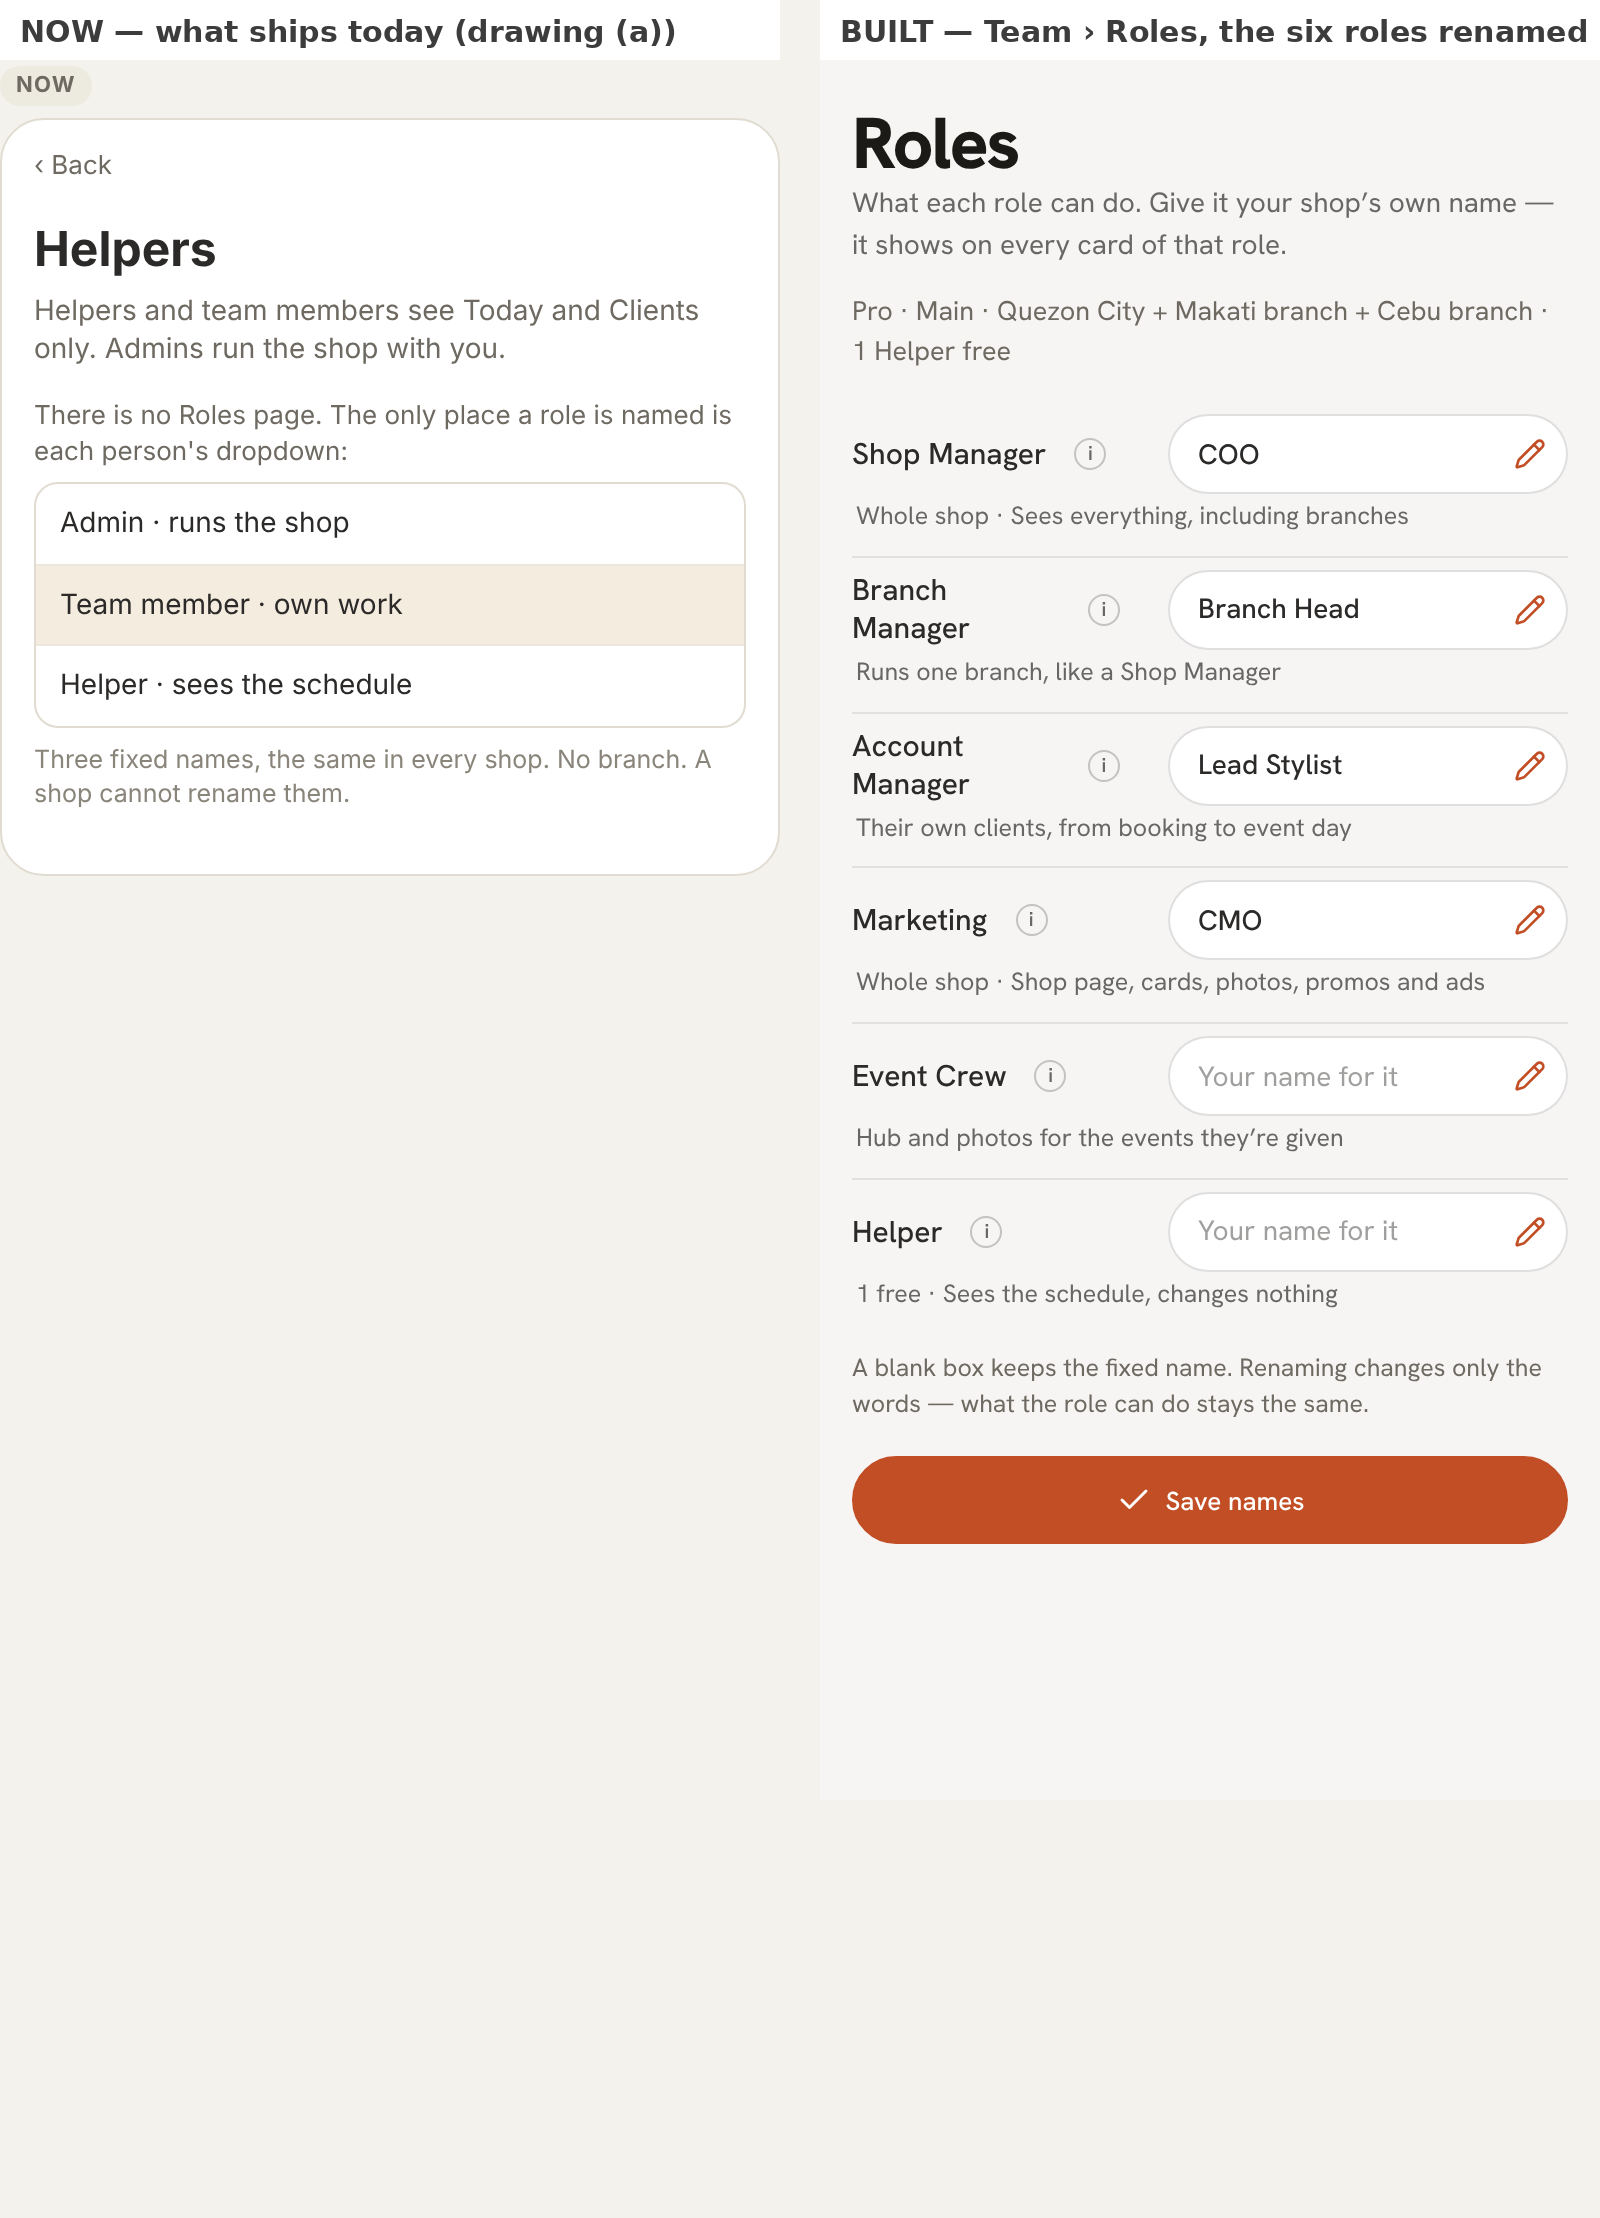 NOW — what ships today (drawing (a))
NOW
‹ Back
Helpers
Helpers and team members see Today and Clients
only. Admins run the shop with you.
There is no Roles page. The only place a role is named is
each person's dropdown:
Admin · runs the shop
Team member · own work
Helper · sees the schedule
Three fixed names, the same in every shop. No branch. A
shop cannot rename them.
BUILT — Team › Roles, the six roles renamed
Roles
What each role can do. Give it your shop’s own name —
it shows on every card of that role.
Pro · Main · Quezon City + Makati branch + Cebu branch ·
1 Helper free
Shop Manager i COO
Whole shop · Sees everything, including branches
Branch
Manager i Branch Head
Runs one branch, like a Shop Manager
Account
Manager i Lead Stylist
Their own clients, from booking to event day
Marketing i CMO
Whole shop · Shop page, cards, photos, promos and ads
Event Crew i Your name for it
Hub and photos for the events they’re given
Helper i Your name for it
1 free · Sees the schedule, changes nothing
A blank box keeps the fixed name. Renaming changes only the
words — what the role can do stays the same.
Save names